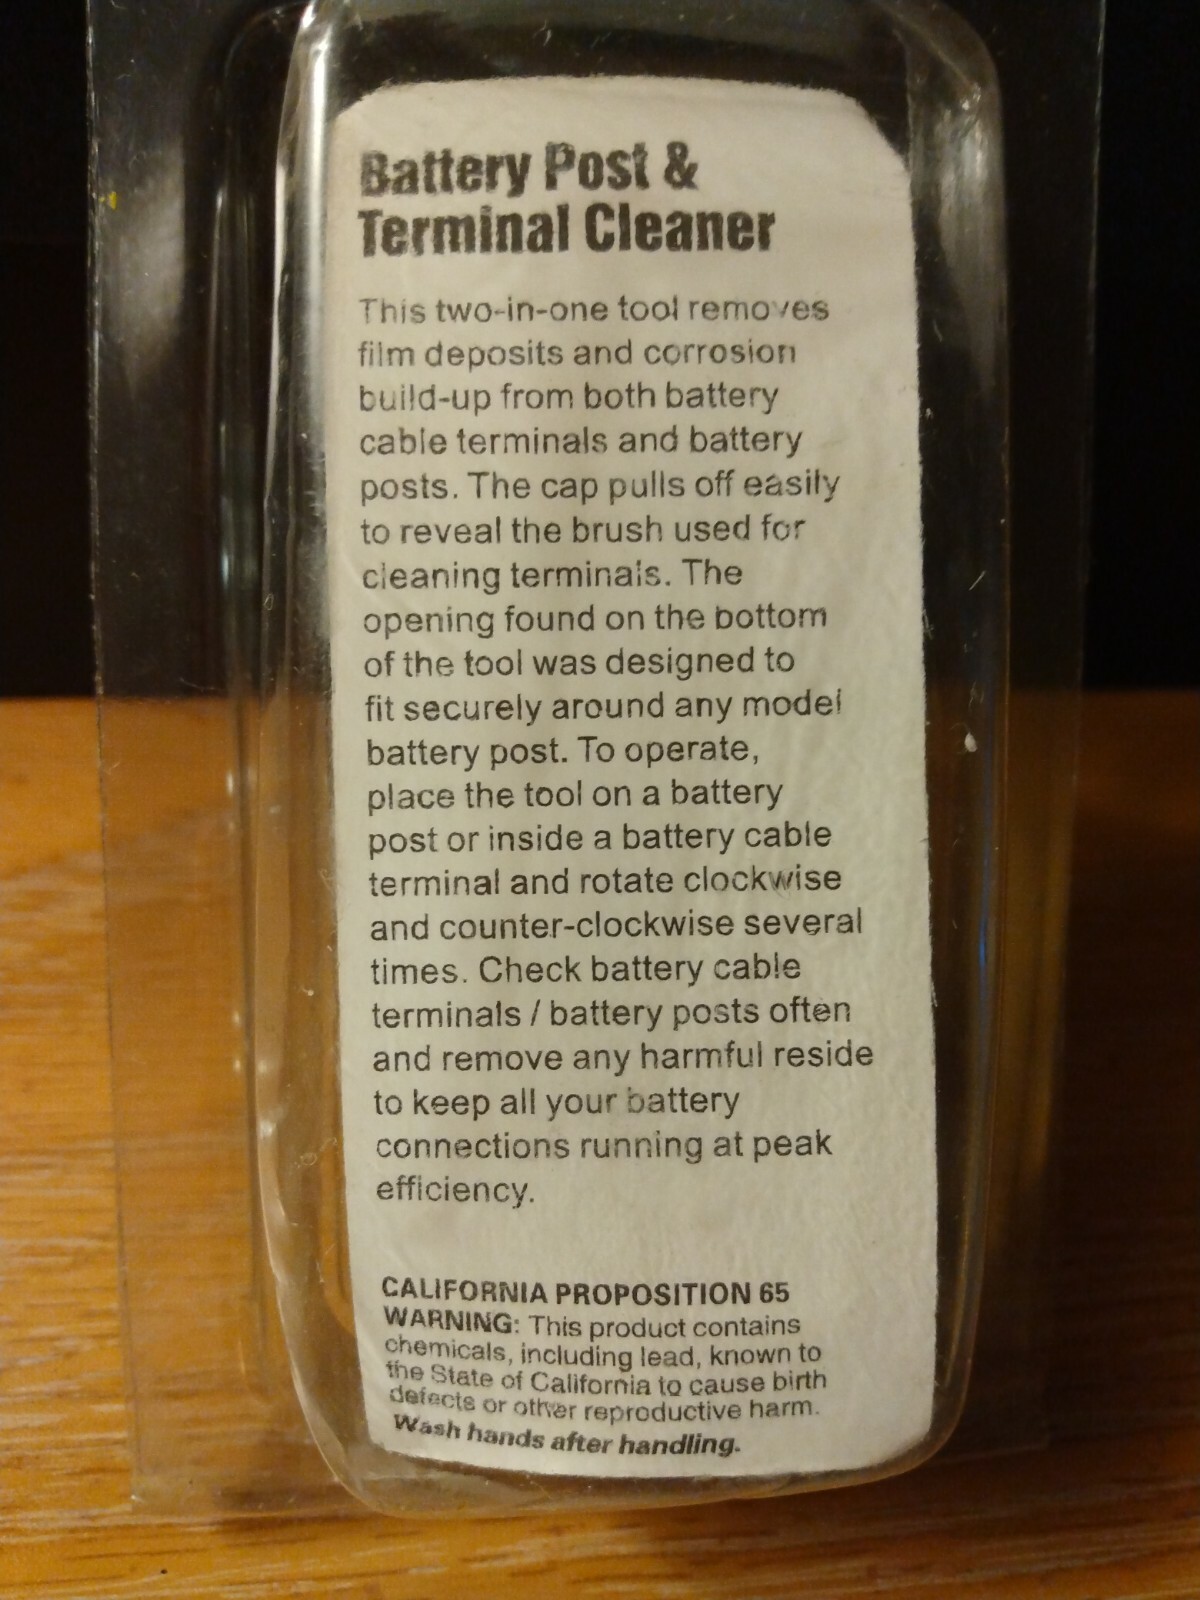 Battery Post &
Terminal Cleaner
This two-in-one tool removes
film deposits and corrosion
build-up from both battery
cable terminals and battery
posts. The cap pulls off easily
to reveal the brush used for
cleaning terminals. The
opening found on the bottom
of the tool was designed to
fit securely around any model
battery post. To operate,
place the tool on a battery
post or inside a battery cable
terminal and rotate clockwise
and counter-clockwise several
times. Check battery cable
terminals / battery posts often
and remove any harmful reside
to keep all your battery
connections running at peak
efficiency.
CALIFORNIA PROPOSITION 65
WARNING: This product contains
chemicals, including lead, known to
the State of California to cause birth
defects or other reproductive harm.
Wash hands after handling.